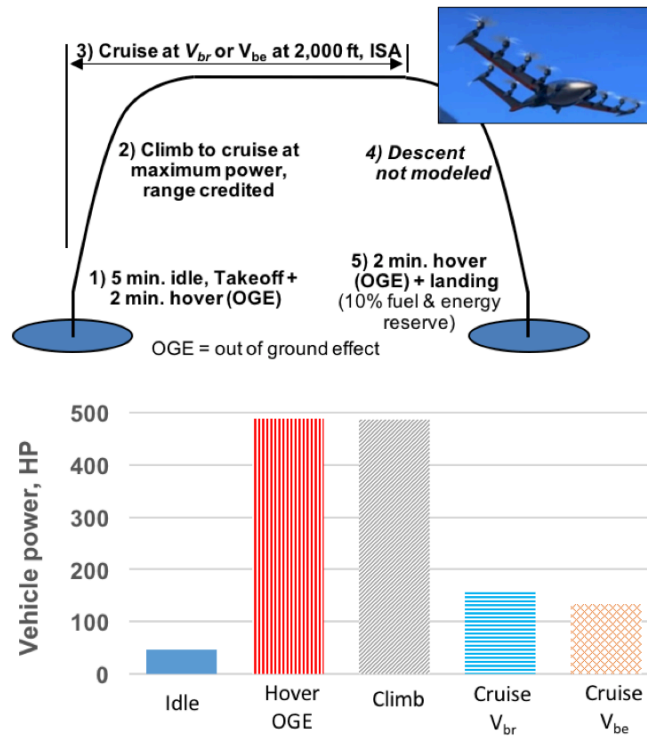 3) Cruise at Vbr or Vbe at 2,000 ft, ISA
2) Climb to cruise at
maximum power,
range credited
4) Descent
not modeled
1) 5 min. idle, Takeoff +
2 min. hover (OGE)
5) 2 min. hover
(OGE) + landing
(10% fuel & energy
reserve)
OGE = out of ground effect
Vehicle power, HP
500
400
300
200
100
0
Idle
Hover
OGE
Climb
Cruise
Vbr
Cruise
Vbe